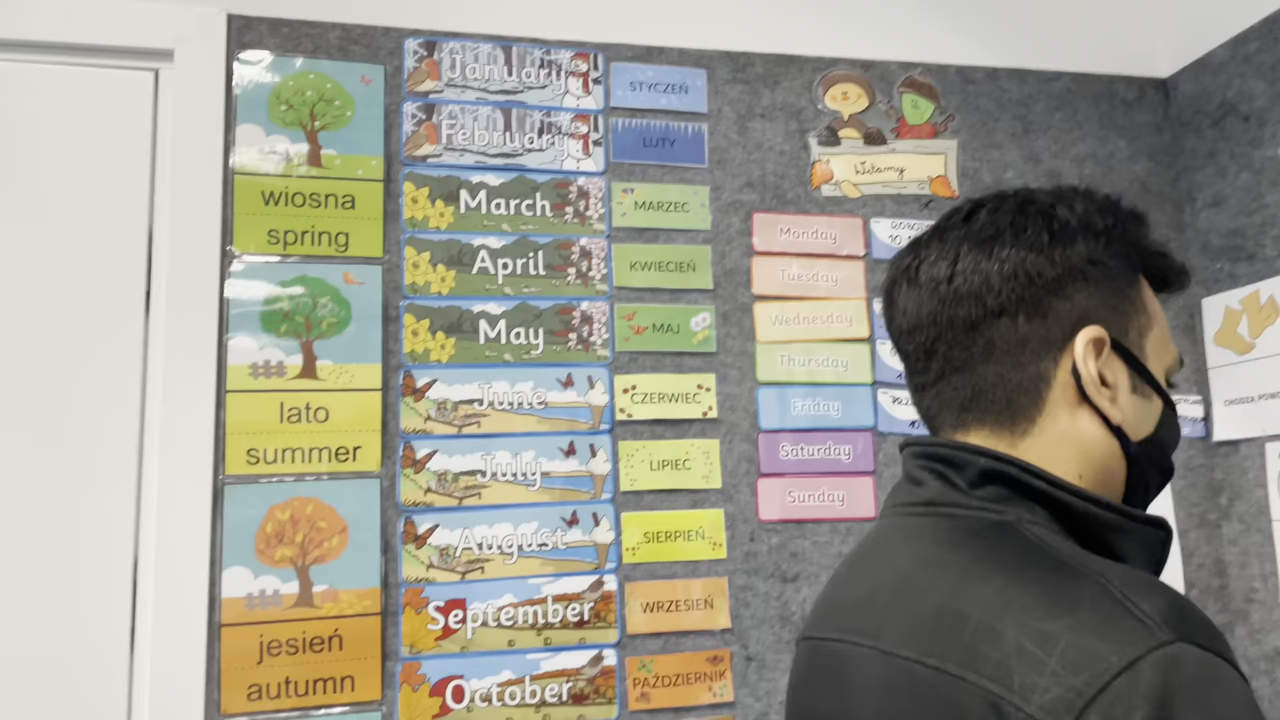 wiosna
spring
lato
summer
jesień
autumn
January
February
March
April
May
June
July
August
September
October
STYCZEŃ
LUTY
MARZEC
KWIECIEŃ
MAJ
CZERWIEC
LIPIEC
SIERPIEŃ
WRZESIEŃ
PAŹDZIERNIK
Witamy
Monday
Tuesday
Wednesday
Thursday
Friday
Saturday
Sunday
CHODZĄ